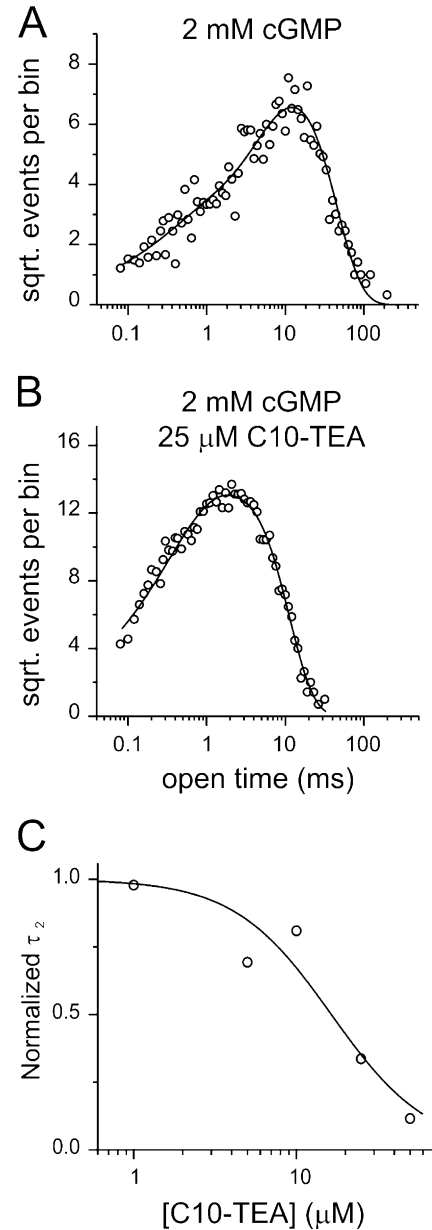 A
2 mM cGMP
sqrt. events per bin
8
6
4
2
0
0.1 1 10 100
B
2 mM cGMP
25 μM C10-TEA
sqrt. events per bin
16
12
8
4
0
0.1 1 10 100
open time (ms)
C
Normalized τ₂
1.0
0.5
0.0
1 10
[C10-TEA] (μM)